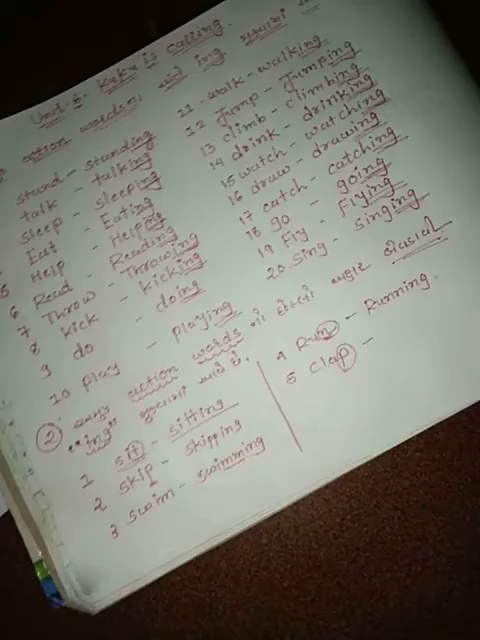 Unit-6 Kuku is calling.
action words ing
stand - standing
talk - talking
sleep - sleeping
Eat - Eating
5 Help - Helping
6 Read - Reading
7 Throw - Throwing
8 kick - kicking
9 do - doing
10 play - playing
11 - walk - walking
12 Jump - Jumping
13 climb - climbing
14 drink - drinking
15 watch - watching
16 draw - drawing
17 catch - catching
18 go - going
19 Fly - Flying
20 sing - singing
2 action words
"ing"
1 sit - sitting
2 skip - skipping
3 swim - swimming
4 Run - Running.
5 clap -